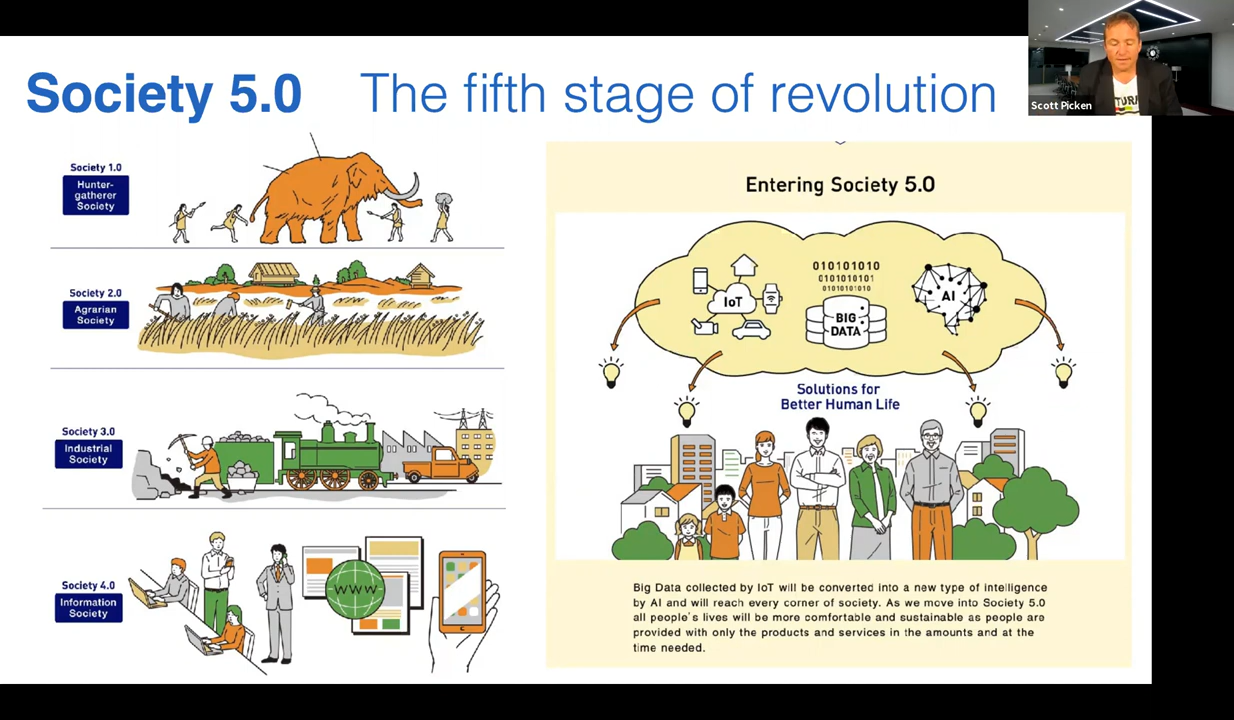 Society 5.0 The fifth stage of revolution
Scott Picken
Society 1.0
Hunter-
gatherer
Society
Society 2.0
Agrarian
Society
Society 3.0
Industrial
Society
Society 4.0
Information
Society
WWW
Entering Society 5.0
IoT
010101010
0101010101
01010101010
BIG
DATA
AI
Solutions for
Better Human Life
Big Data collected by IoT will be converted into a new type of intelligence
by AI and will reach every corner of society. As we move into Society 5.0
all people's lives will be more comfortable and sustainable as people are
provided with only the products and services in the amounts and at the
time needed.